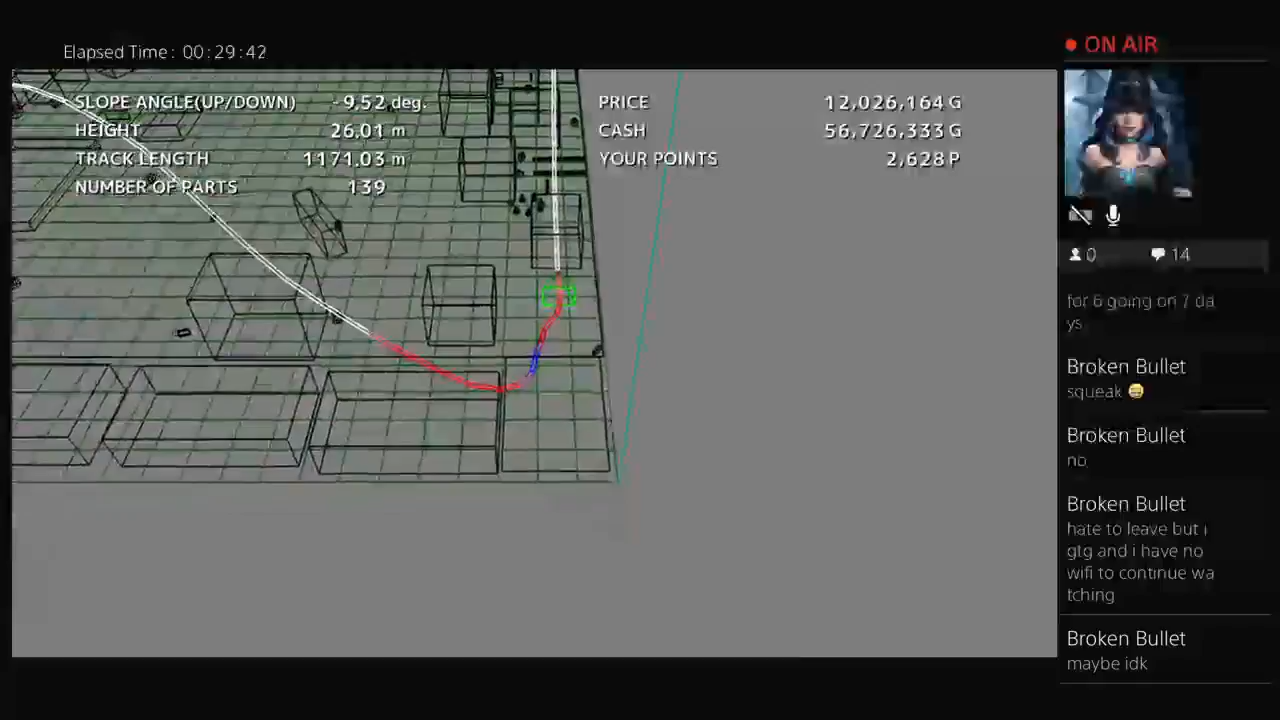 Elapsed Time: 00:29:42
ON AIR
SLOPE ANGLE(UP/DOWN) -9.52 deg.
HEIGHT 26.01 m
TRACK LENGTH 1171.03 m
NUMBER OF PARTS 139
PRICE 12,026,164 G
CASH 56,726,333 G
YOUR POINTS 2,628 P
0 14
for 6 going on 7 da
ys
Broken Bullet
squeak 😄
Broken Bullet
no
Broken Bullet
hate to leave but i
gtg and i have no
wifi to continue wa
tching
Broken Bullet
maybe idk